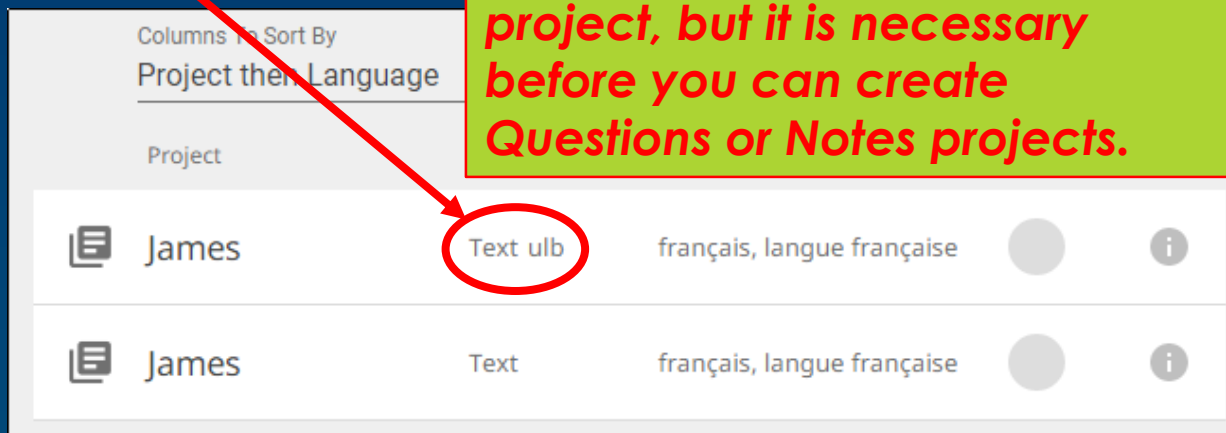 project, but it is necessary
before you can create
Questions or Notes projects.
Columns To Sort By
Project then Language
Project
James Text ulb français, langue française
James Text français, langue française